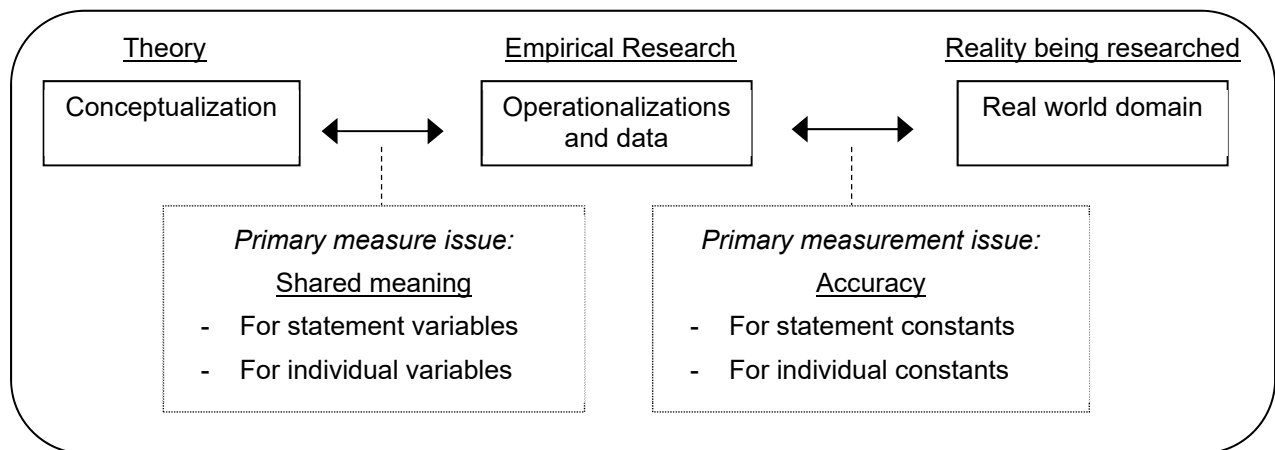 Theory
Empirical Research
Reality being researched
Conceptualization
Operationalizations
and data
Real world domain
Primary measure issue:
Shared meaning
- For statement variables
- For individual variables
Primary measurement issue:
Accuracy
- For statement constants
- For individual constants